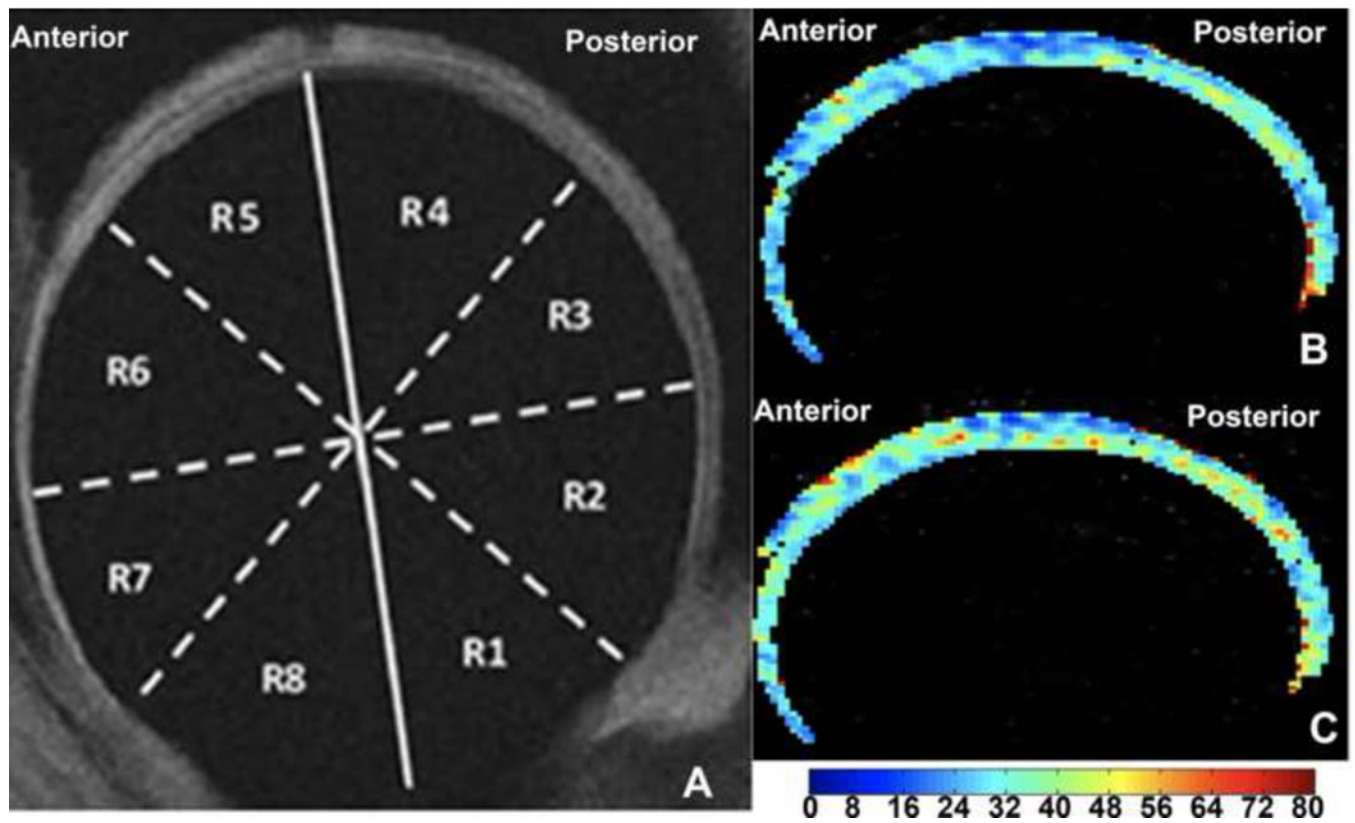 Anterior
Posterior
R5
R4
R3
R6
R2
R7
R1
R8
A
Anterior
Posterior
B
Anterior
Posterior
C
0 8 16 24 32 40 48 56 64 72 80